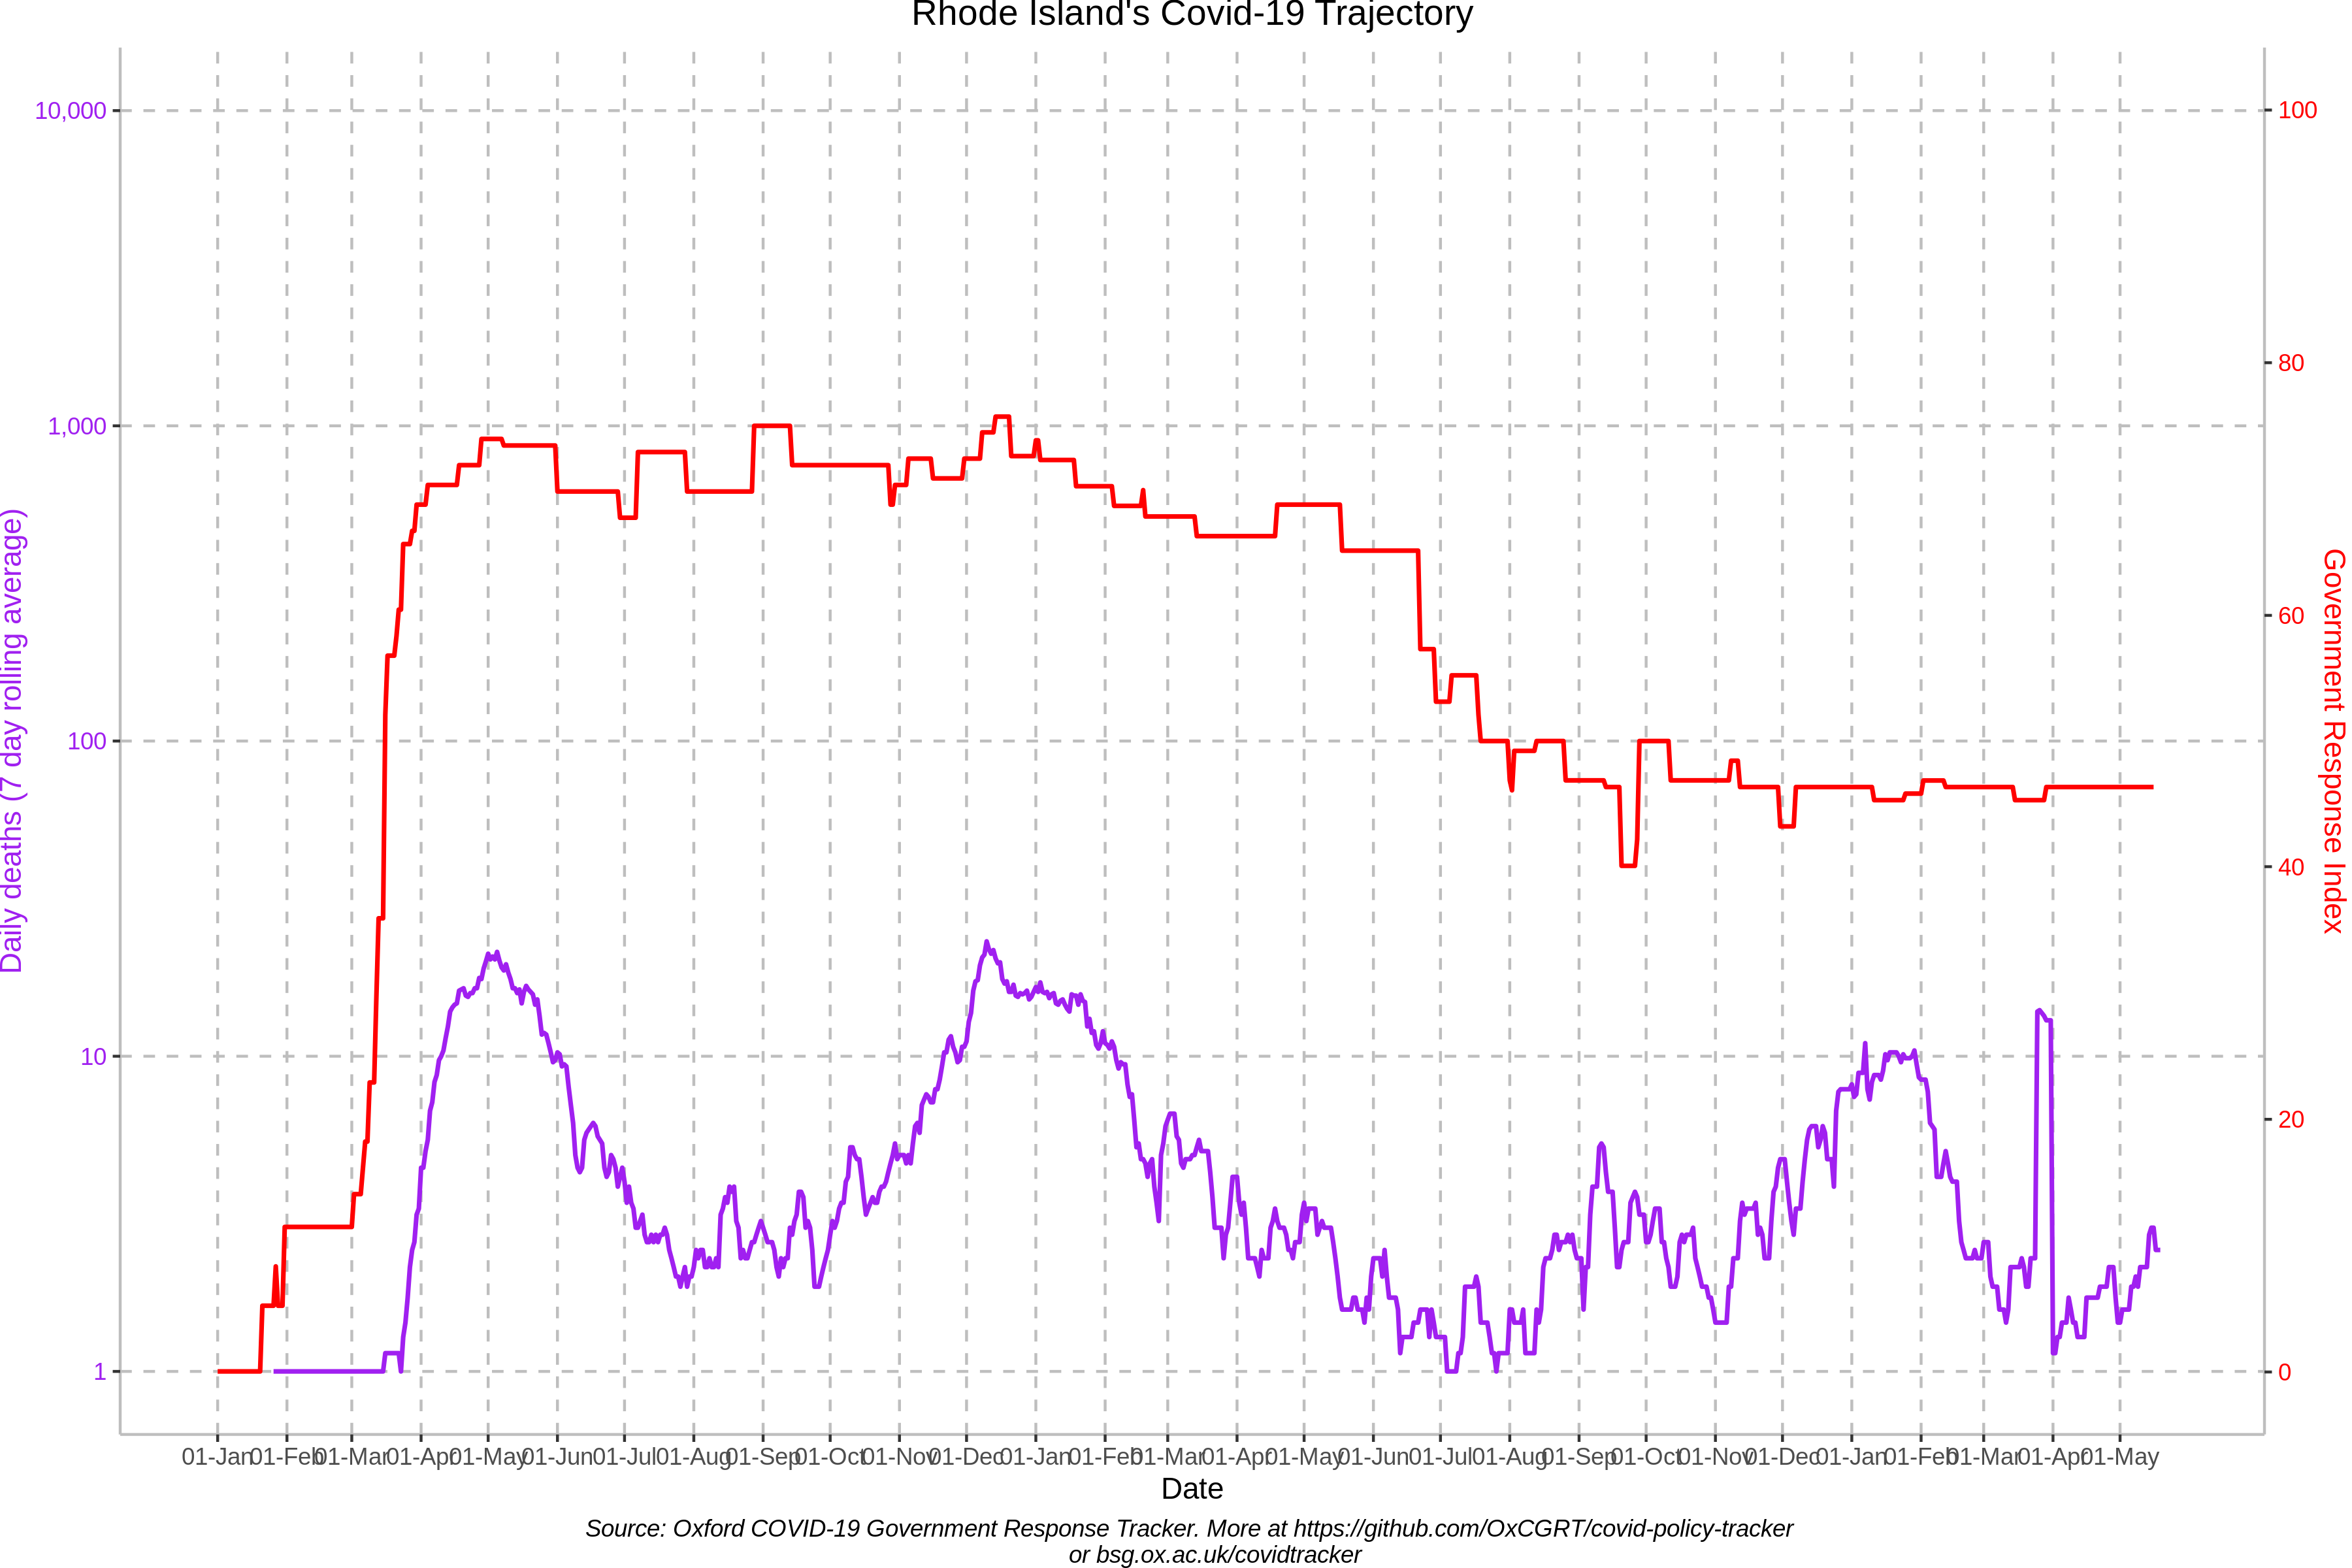 Rhode Island's Covid-19 Trajectory
10,000
1,000
100
10
1
Daily deaths (7 day rolling average)
100
80
60
40
20
0
Government Response Index
01-Jan 01-Feb 01-Mar 01-Apr 01-May 01-Jun 01-Jul 01-Aug 01-Sep 01-Oct 01-Nov 01-Dec 01-Jan 01-Feb 01-Mar 01-Apr 01-May 01-Jun 01-Jul 01-Aug 01-Sep 01-Oct 01-Nov 01-Dec 01-Jan 01-Feb 01-Mar 01-Apr 01-May
Date
Source: Oxford COVID-19 Government Response Tracker. More at https://github.com/OxCGRT/covid-policy-tracker
or bsg.ox.ac.uk/covidtracker